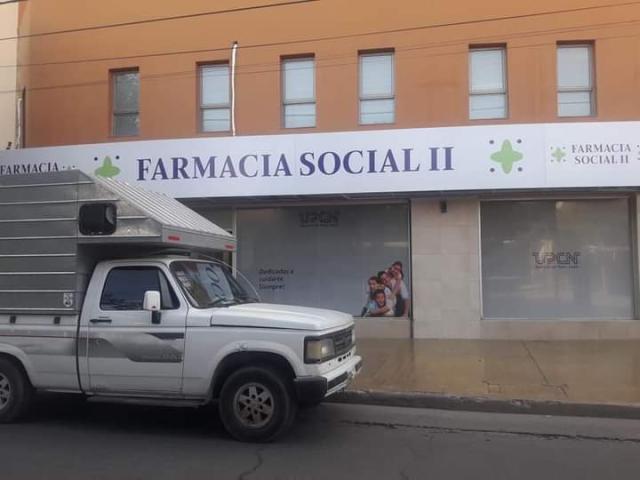 FARMACIA
FARMACIA SOCIAL II
FARMACIA
SOCIAL II
UPCN
Dedicados a
cuidarte
Siempre!
UPCN